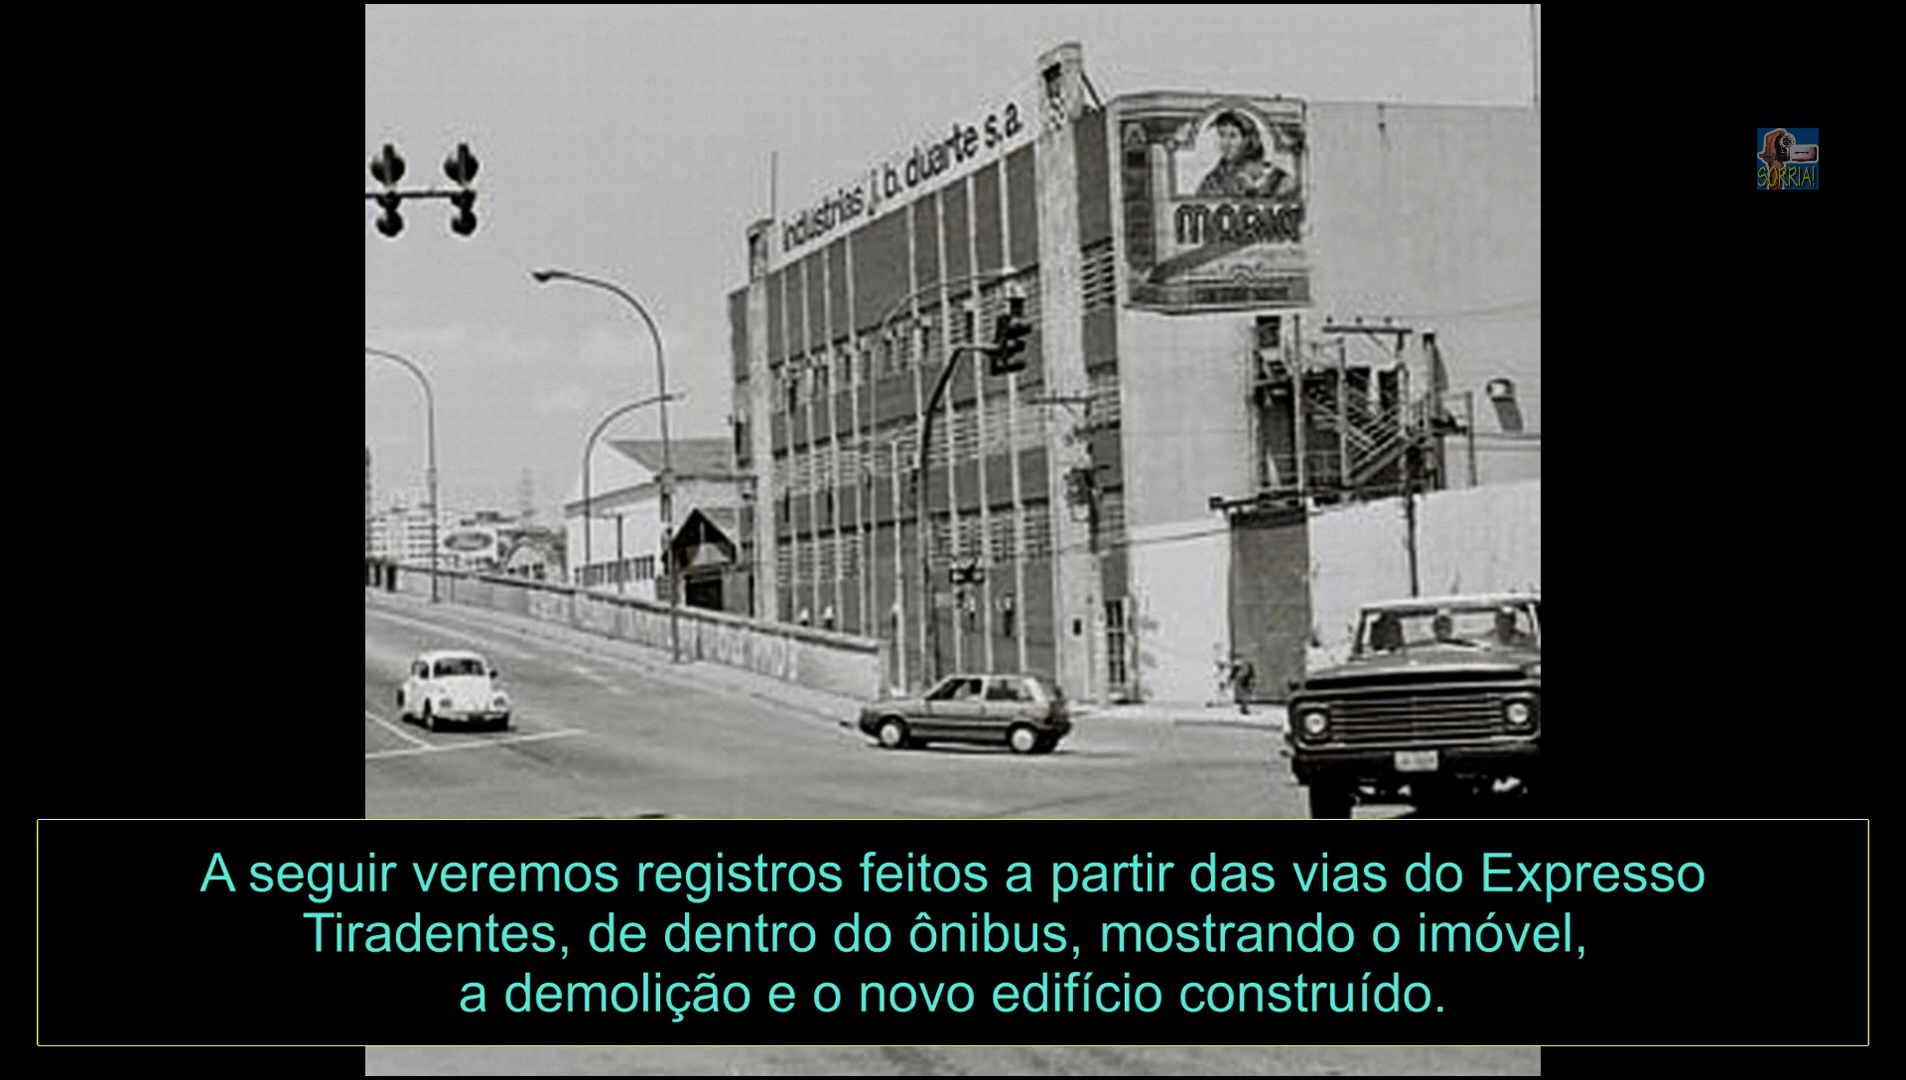 industrias j. b. duarte s.a.
MARIA
SORRIA!
A seguir veremos registros feitos a partir das vias do Expresso
Tiradentes, de dentro do ônibus, mostrando o imóvel,
a demolição e o novo edifício construído.